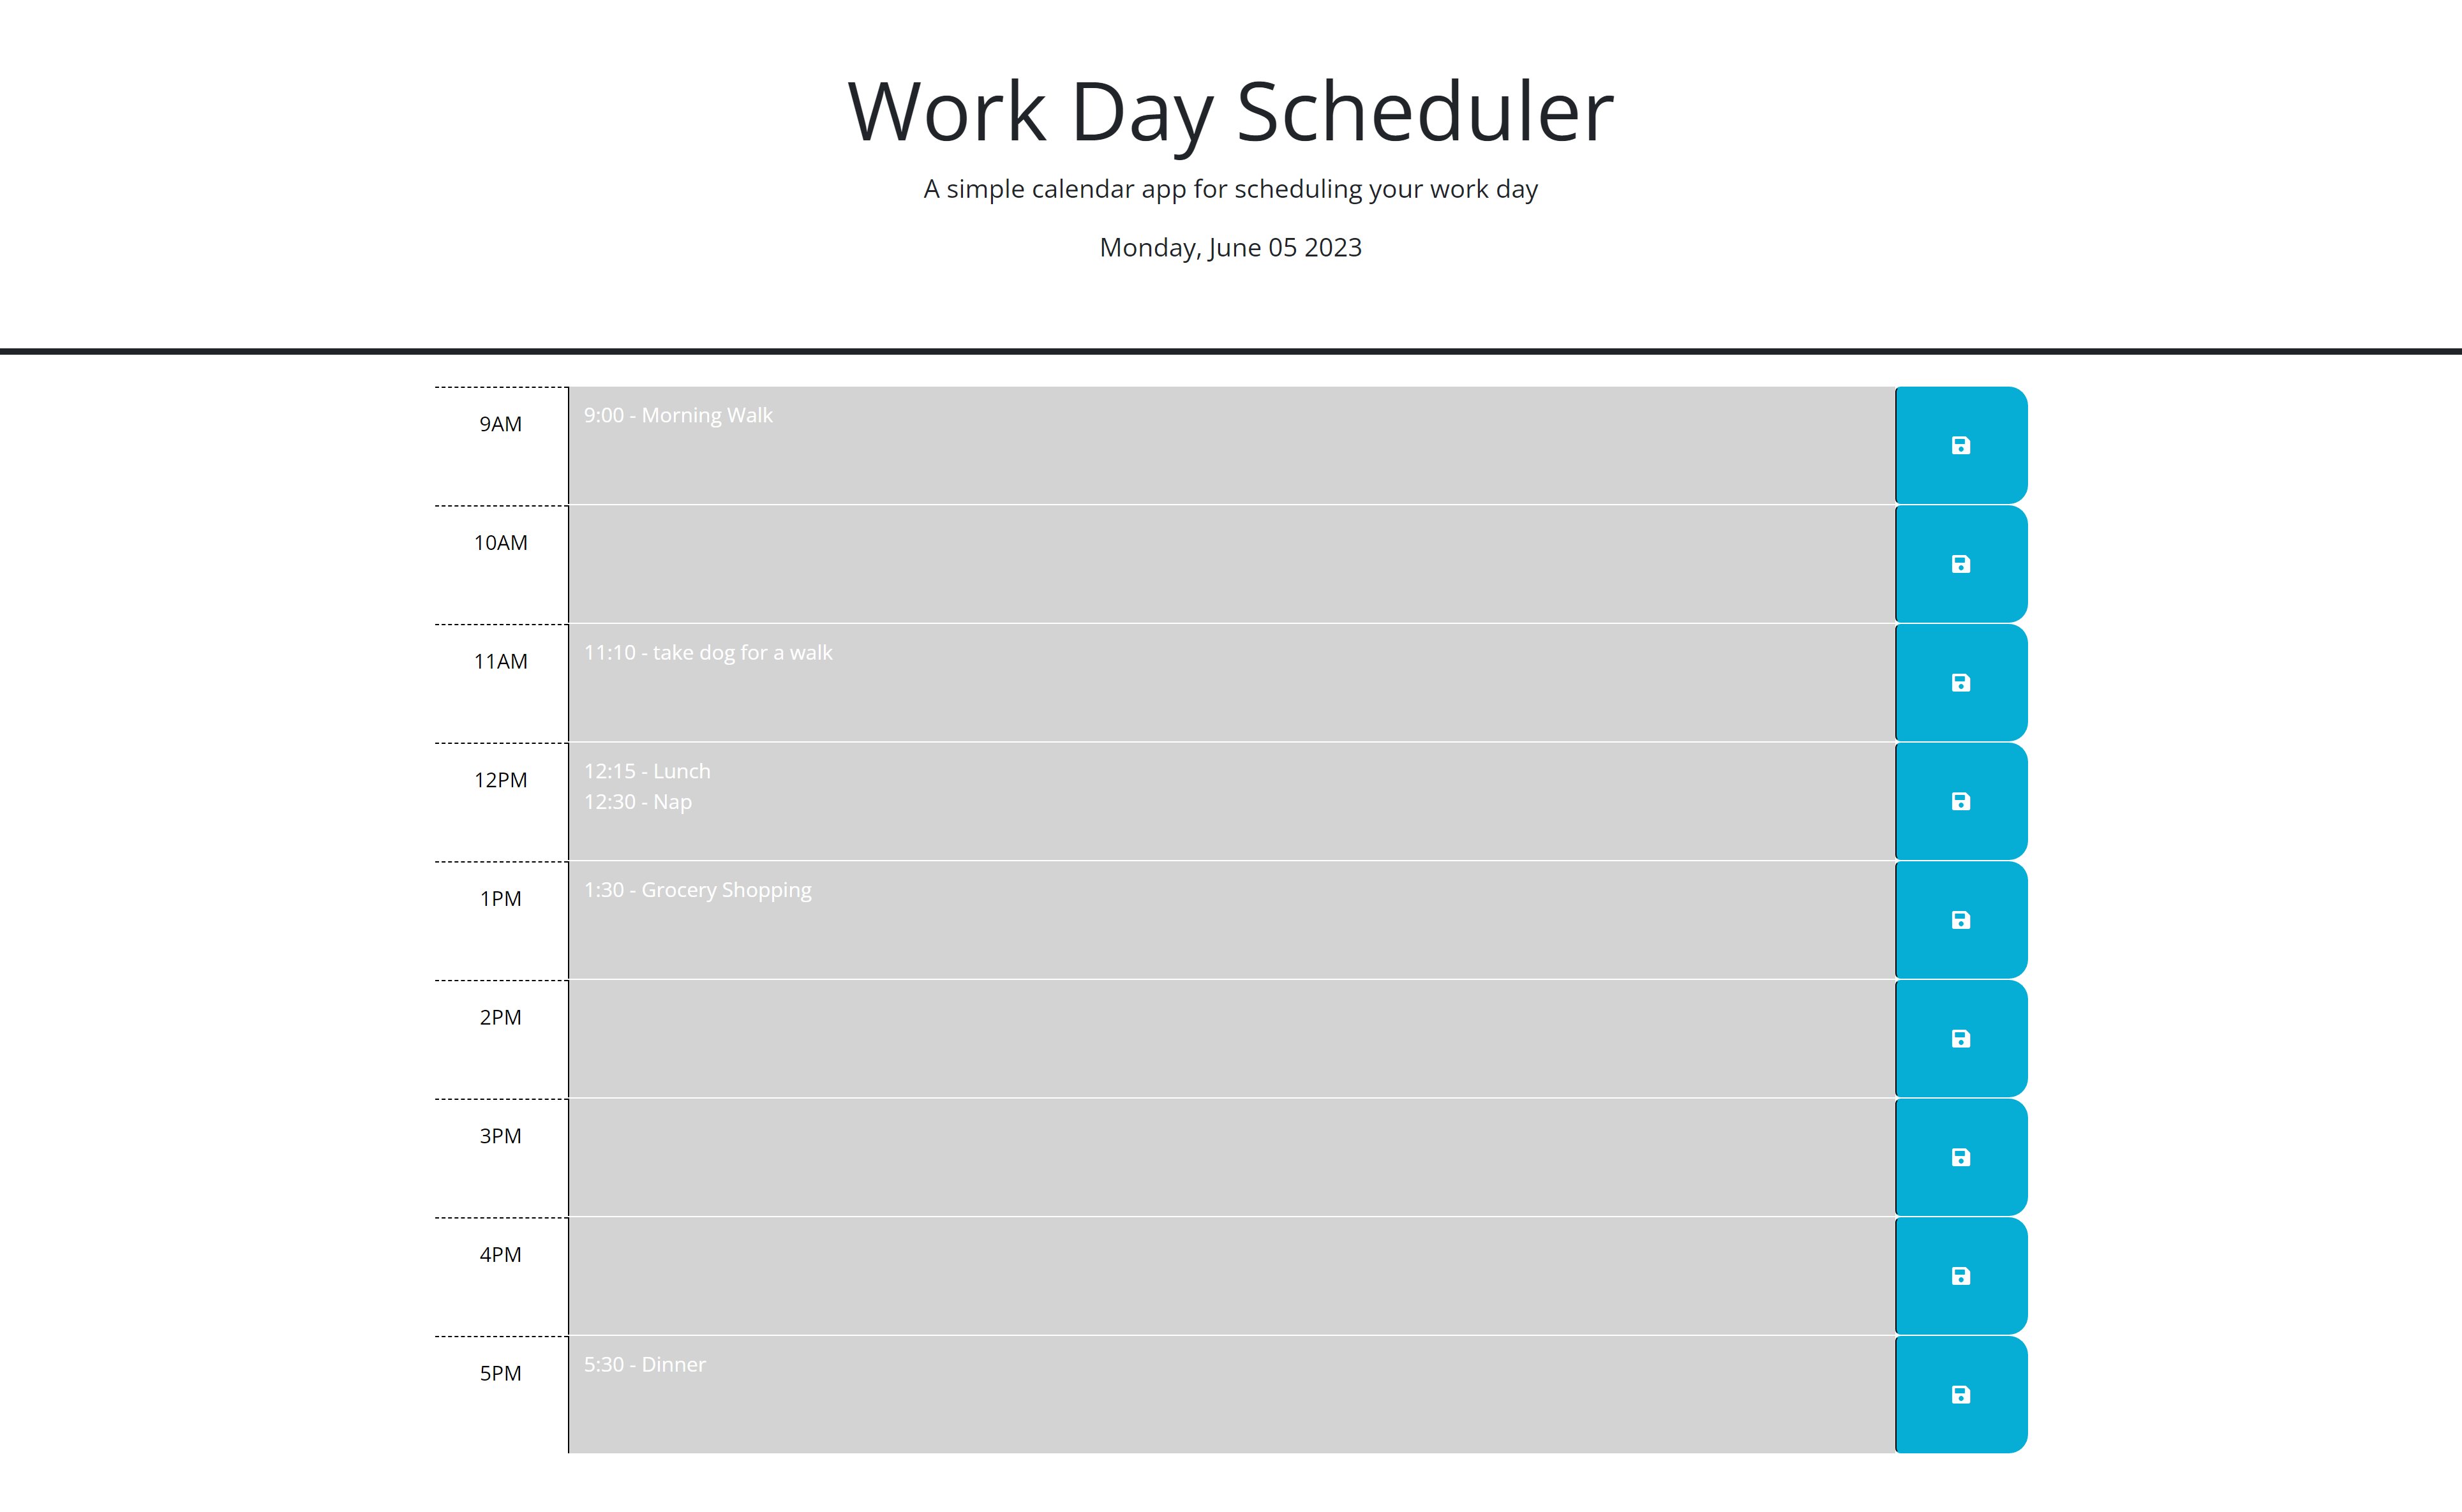 Work Day Scheduler
A simple calendar app for scheduling your work day
Monday, June 05 2023
9AM
9:00 - Morning Walk
10AM
11AM
11:10 - take dog for a walk
12PM
12:15 - Lunch
12:30 - Nap
1PM
1:30 - Grocery Shopping
2PM
3PM
4PM
5PM
5:30 - Dinner